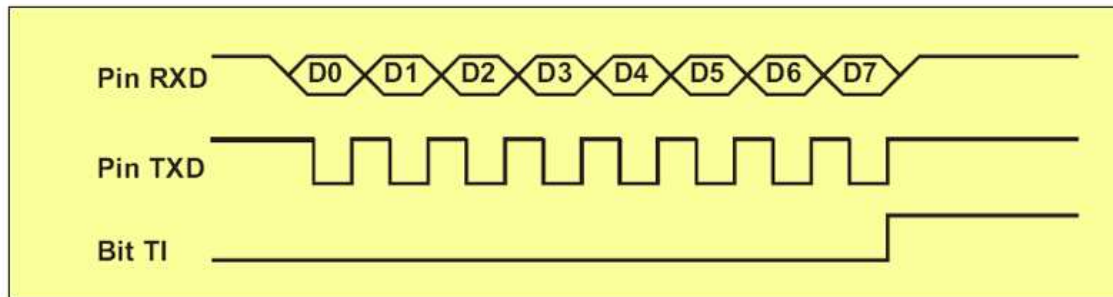 Pin RXD D0 D1 D2 D3 D4 D5 D6 D7
Pin TXD
Bit TI